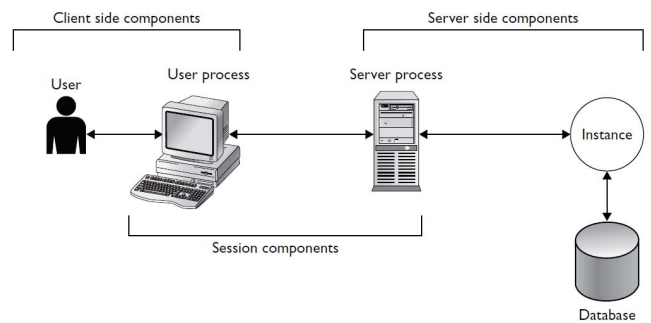 Client side components
Server side components
User
User process
Server process
Instance
Session components
Database